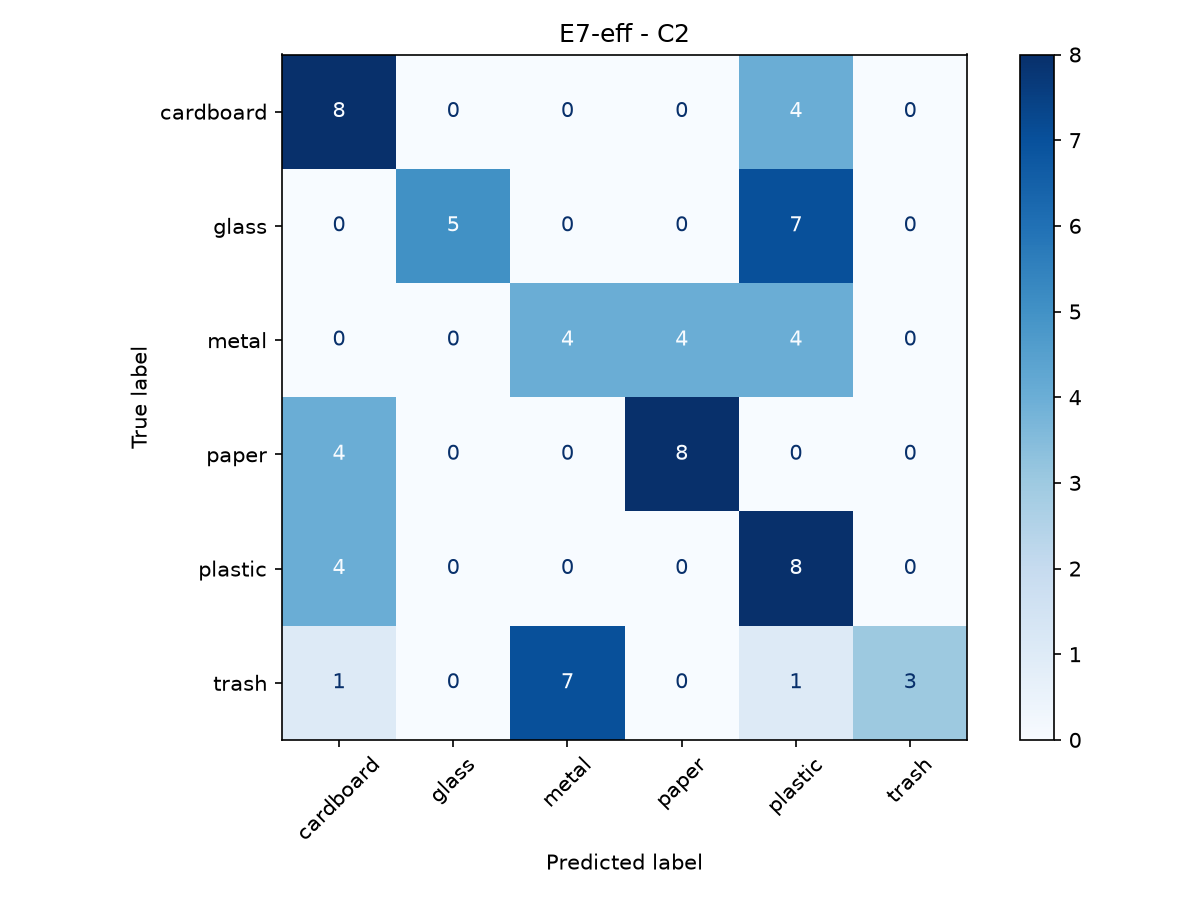 E7-eff - C2
cardboard 8 0 0 0 4 0 8
7
glass 0 5 0 0 7 0
6
5
metal 0 0 4 4 4 0
4
True label
paper 4 0 0 8 0 0
3
plastic 4 0 0 0 8 0
2
1
trash 1 0 7 0 1 3
0
cardboard glass metal paper plastic trash
Predicted label